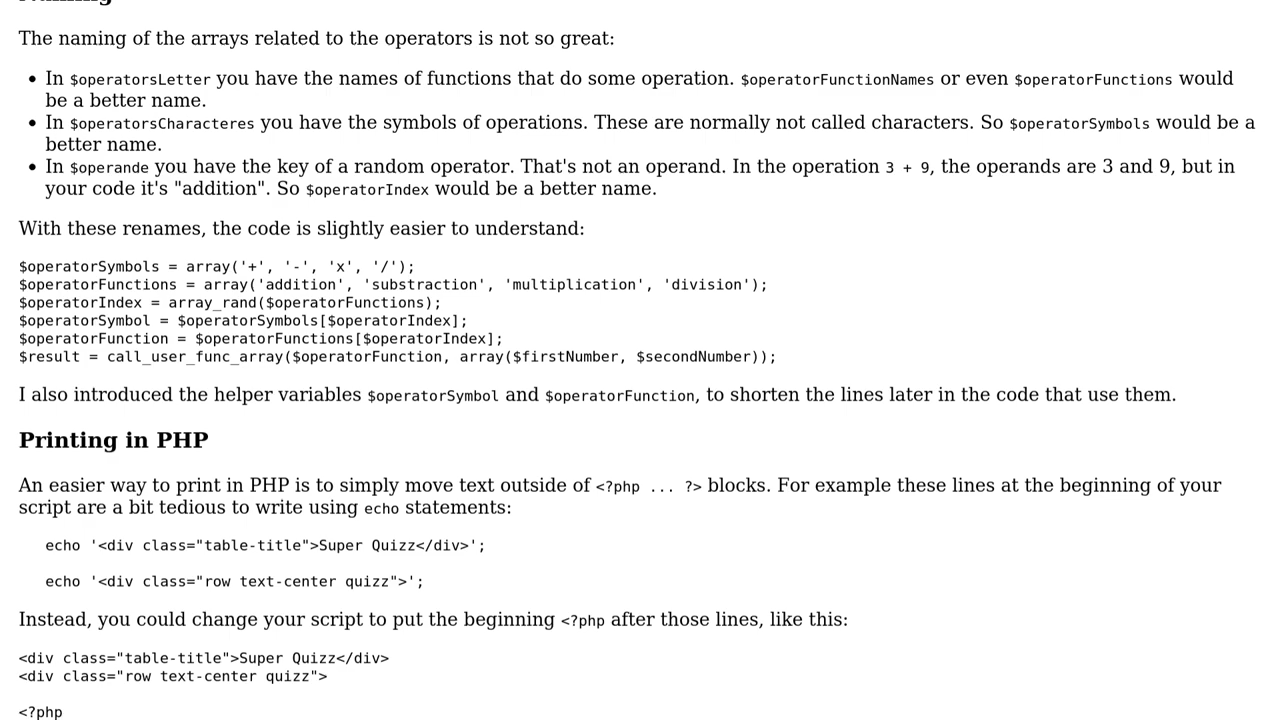 The naming of the arrays related to the operators is not so great:
• In $operatorsLetter you have the names of functions that do some operation. $operatorFunctionNames or even $operatorFunctions would
be a better name.
• In $operatorsCharacteres you have the symbols of operations. These are normally not called characters. So $operatorSymbols would be a
better name.
• In $operande you have the key of a random operator. That's not an operand. In the operation 3 + 9, the operands are 3 and 9, but in
your code it's "addition". So $operatorIndex would be a better name.
With these renames, the code is slightly easier to understand:
$operatorSymbols = array('+', '-', 'x', '/');
$operatorFunctions = array('addition', 'substraction', 'multiplication', 'division');
$operatorIndex = array_rand($operatorFunctions);
$operatorSymbol = $operatorSymbols[$operatorIndex];
$operatorFunction = $operatorFunctions[$operatorIndex];
$result = call_user_func_array($operatorFunction, array($firstNumber, $secondNumber));
I also introduced the helper variables $operatorSymbol and $operatorFunction, to shorten the lines later in the code that use them.
Printing in PHP
An easier way to print in PHP is to simply move text outside of <?php ... ?> blocks. For example these lines at the beginning of your
script are a bit tedious to write using echo statements:
echo '<div class="table-title">Super Quizz</div>';
echo '<div class="row text-center quizz">';
Instead, you could change your script to put the beginning <?php after those lines, like this:
<div class="table-title">Super Quizz</div>
<div class="row text-center quizz">
<?php